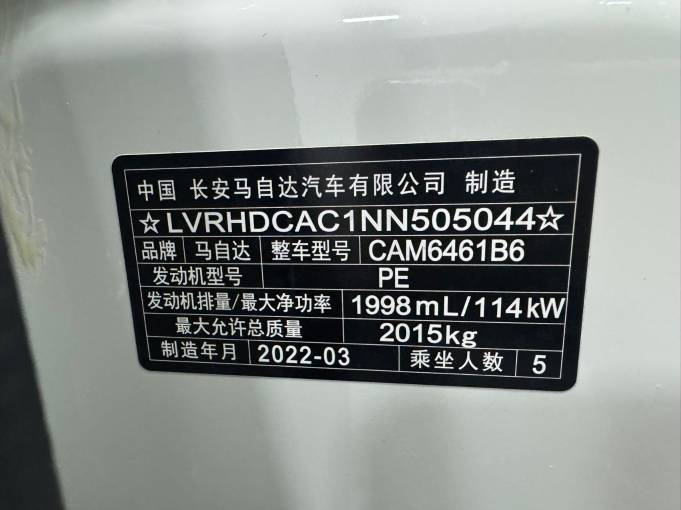 中国 长安马自达汽车有限公司 制造
☆LVRHDCAC1NN505044☆
品牌 马自达 整车型号 CAM6461B6
发动机型号 PE
发动机排量/最大净功率 1998mL/114kW
最大允许总质量 2015kg
制造年月 2022-03 乘坐人数 5